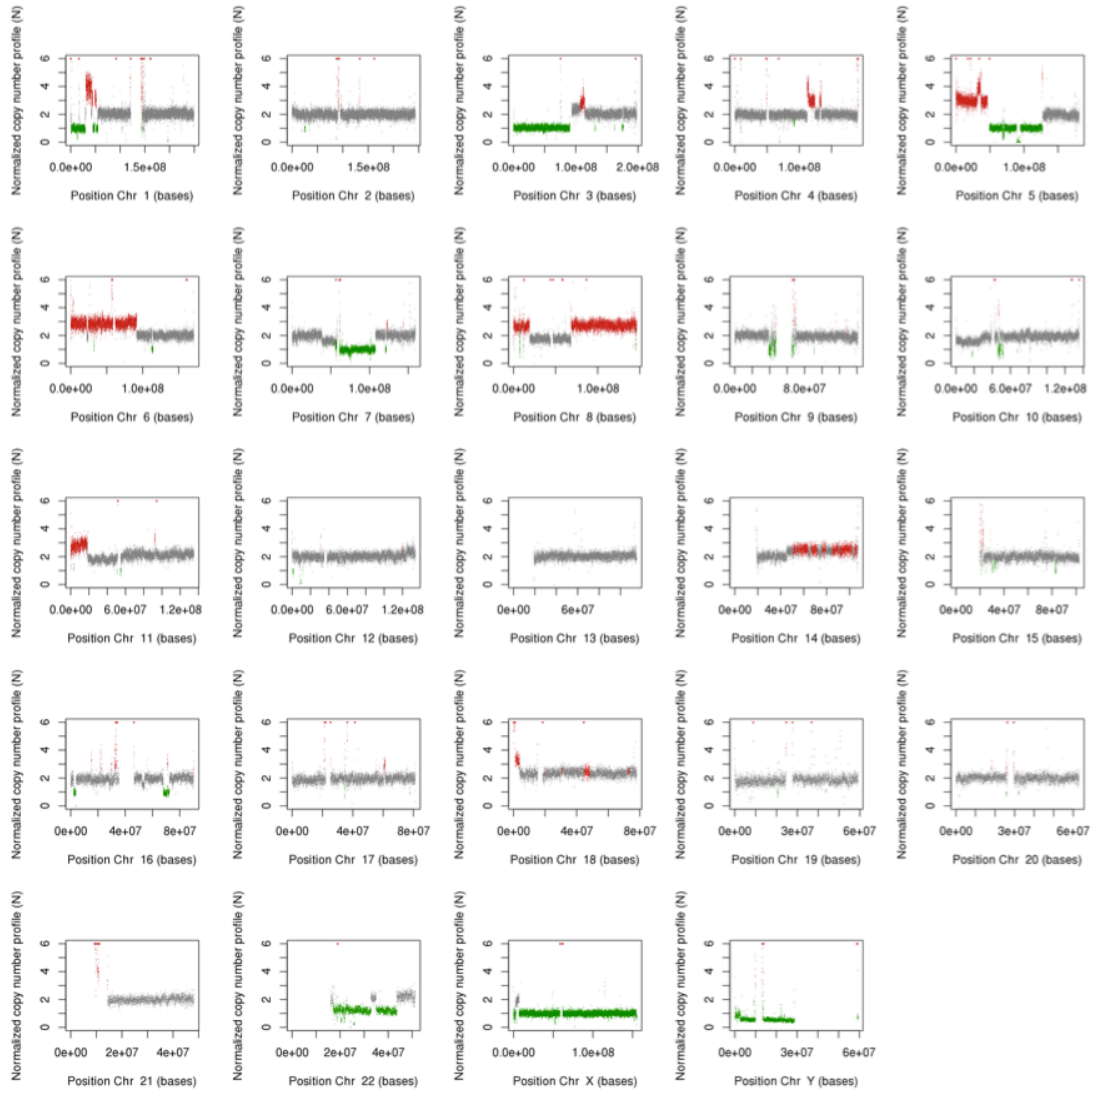 Normalized copy number profile (N)
0 2 4 6
0.0e+00 1.5e+08
Position Chr 1 (bases)
Normalized copy number profile (N)
0 2 4 6
0.0e+00 1.5e+08
Position Chr 2 (bases)
Normalized copy number profile (N)
0 2 4 6
0.0e+00 1.0e+08 2.0e+08
Position Chr 3 (bases)
Normalized copy number profile (N)
0 2 4 6
0.0e+00 1.0e+08
Position Chr 4 (bases)
Normalized copy number profile (N)
0 2 4 6
0.0e+00 1.0e+08
Position Chr 5 (bases)
Normalized copy number profile (N)
0 2 4 6
0.0e+00 1.0e+08
Position Chr 6 (bases)
Normalized copy number profile (N)
0 2 4 6
0.0e+00 1.0e+08
Position Chr 7 (bases)
Normalized copy number profile (N)
0 2 4 6
0.0e+00 1.0e+08
Position Chr 8 (bases)
Normalized copy number profile (N)
0 2 4 6
0.0e+00 8.0e+07
Position Chr 9 (bases)
Normalized copy number profile (N)
0 2 4 6
0.0e+00 6.0e+07 1.2e+08
Position Chr 10 (bases)
Normalized copy number profile (N)
0 2 4 6
0.0e+00 6.0e+07 1.2e+08
Position Chr 11 (bases)
Normalized copy number profile (N)
0 2 4 6
0.0e+00 6.0e+07 1.2e+08
Position Chr 12 (bases)
Normalized copy number profile (N)
0 2 4 6
0e+00 6e+07
Position Chr 13 (bases)
Normalized copy number profile (N)
0 2 4 6
0e+00 4e+07 8e+07
Position Chr 14 (bases)
Normalized copy number profile (N)
0 2 4 6
0e+00 4e+07 8e+07
Position Chr 15 (bases)
Normalized copy number profile (N)
0 2 4 6
0e+00 4e+07 8e+07
Position Chr 16 (bases)
Normalized copy number profile (N)
0 2 4 6
0e+00 4e+07 8e+07
Position Chr 17 (bases)
Normalized copy number profile (N)
0 2 4 6
0e+00 4e+07 8e+07
Position Chr 18 (bases)
Normalized copy number profile (N)
0 2 4 6
0e+00 3e+07 6e+07
Position Chr 19 (bases)
Normalized copy number profile (N)
0 2 4 6
0e+00 3e+07 6e+07
Position Chr 20 (bases)
Normalized copy number profile (N)
0 2 4 6
0e+00 2e+07 4e+07
Position Chr 21 (bases)
Normalized copy number profile (N)
0 2 4 6
0e+00 2e+07 4e+07
Position Chr 22 (bases)
Normalized copy number profile (N)
0 2 4 6
0.0e+00 1.0e+08
Position Chr X (bases)
Normalized copy number profile (N)
0 2 4 6
0e+00 3e+07 6e+07
Position Chr Y (bases)